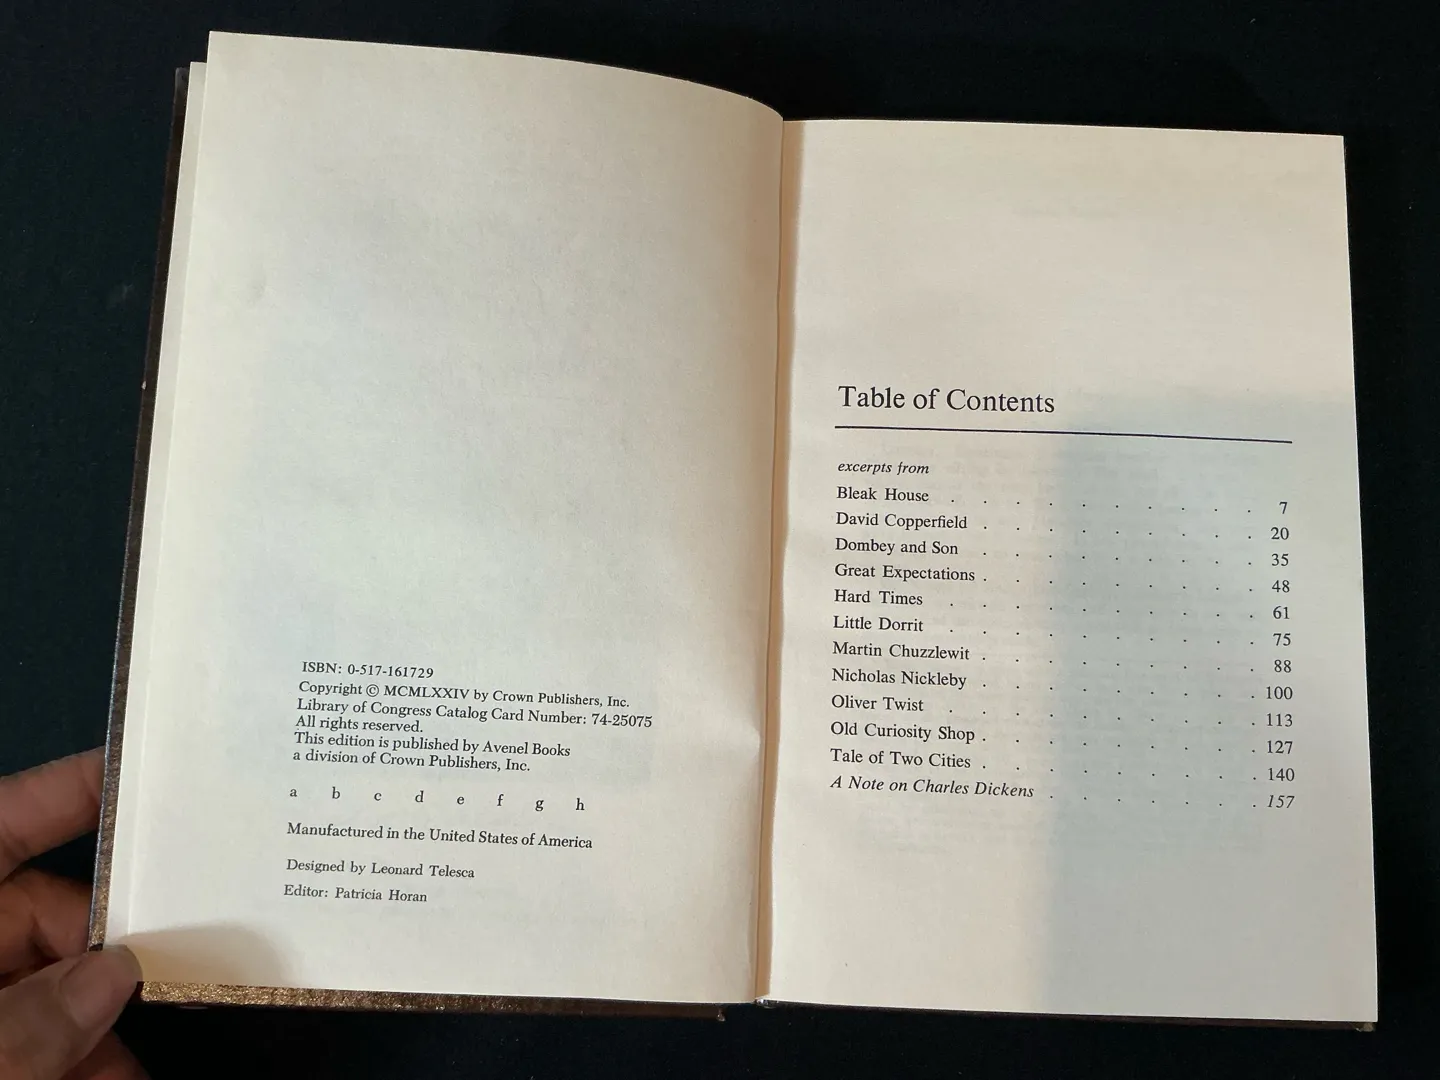 ISBN: 0-517-161729
Copyright © MCMLXXIV by Crown Publishers, Inc.
Library of Congress Catalog Card Number: 74-25075
All rights reserved.
This edition is published by Avenel Books
a division of Crown Publishers, Inc.
a b c d e f g h
Manufactured in the United States of America
Designed by Leonard Telesca
Editor: Patricia Horan
Table of Contents
excerpts from
Bleak House . . . . . . . . . . 7
David Copperfield . . . . . . . . . 20
Dombey and Son . . . . . . . . . 35
Great Expectations . . . . . . . . . 48
Hard Times . . . . . . . . . . 61
Little Dorrit . . . . . . . . . . 75
Martin Chuzzlewit . . . . . . . . . 88
Nicholas Nickleby . . . . . . . . . 100
Oliver Twist . . . . . . . . . . 113
Old Curiosity Shop . . . . . . . . . 127
Tale of Two Cities . . . . . . . . . 140
A Note on Charles Dickens . . . . . . . 157